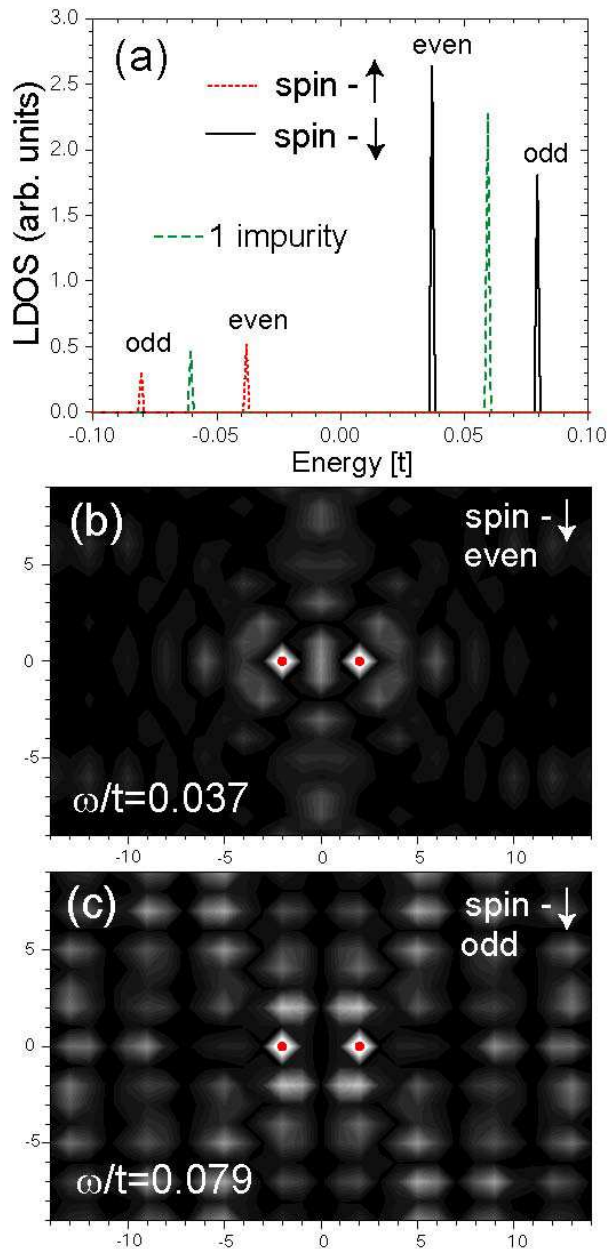 3.0
(a)
even
spin - ↑
2.5
spin - ↓
2.0
odd
LDOS (arb. units)
1.5
1 impurity
1.0
odd
even
0.5
0.0
-0.10
-0.05
0.00
0.05
0.10
Energy [t]
(b)
spin - ↓
even
5
0
-5
ω/t=0.037
-10
-5
0
5
10
(c)
spin - ↓
odd
5
0
-5
ω/t=0.079
-10
-5
0
5
10